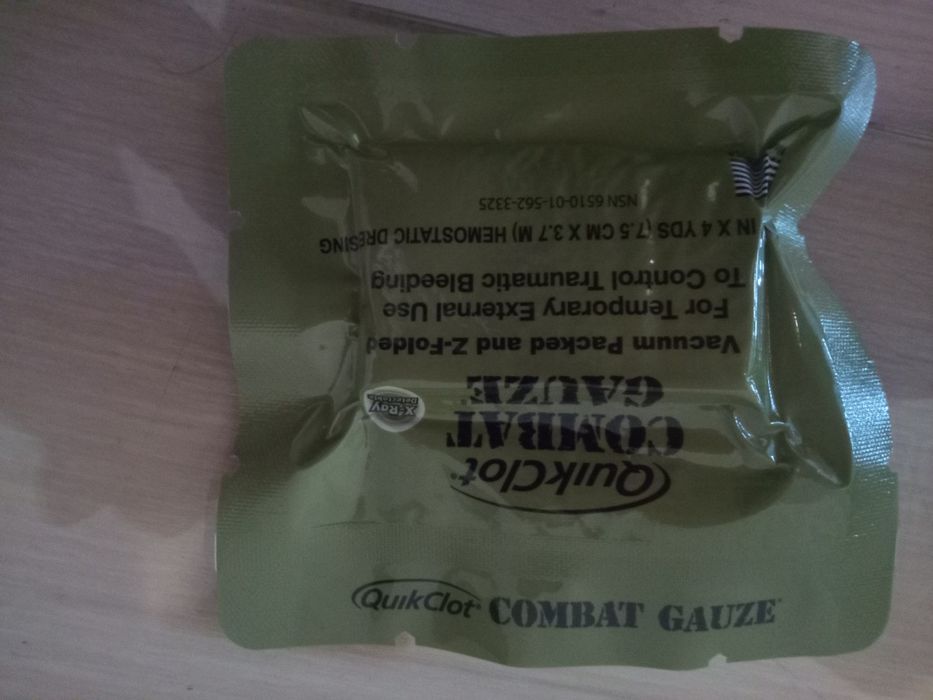 QuikClot®
COMBAT
GAUZE
X-Ray
Detectable
Vacuum Packed and Z-Folded
For Temporary External Use
To Control Traumatic Bleeding
IN X 4 YDS (7.5 CM X 3.7 M) HEMOSTATIC DRESSING
NSN 6510-01-562-3325
QuikClot® COMBAT GAUZE